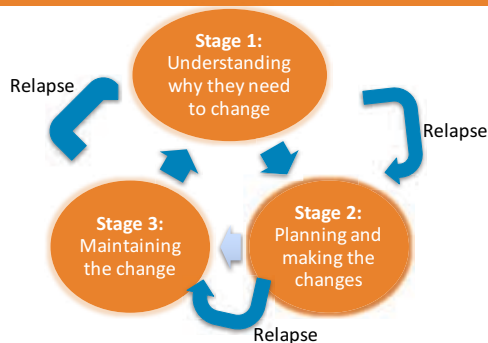 Stage 1:
Understanding
why they need
to change
Relapse
Relapse
Stage 3:
Maintaining
the change
Stage 2:
Planning and
making the
changes
Relapse